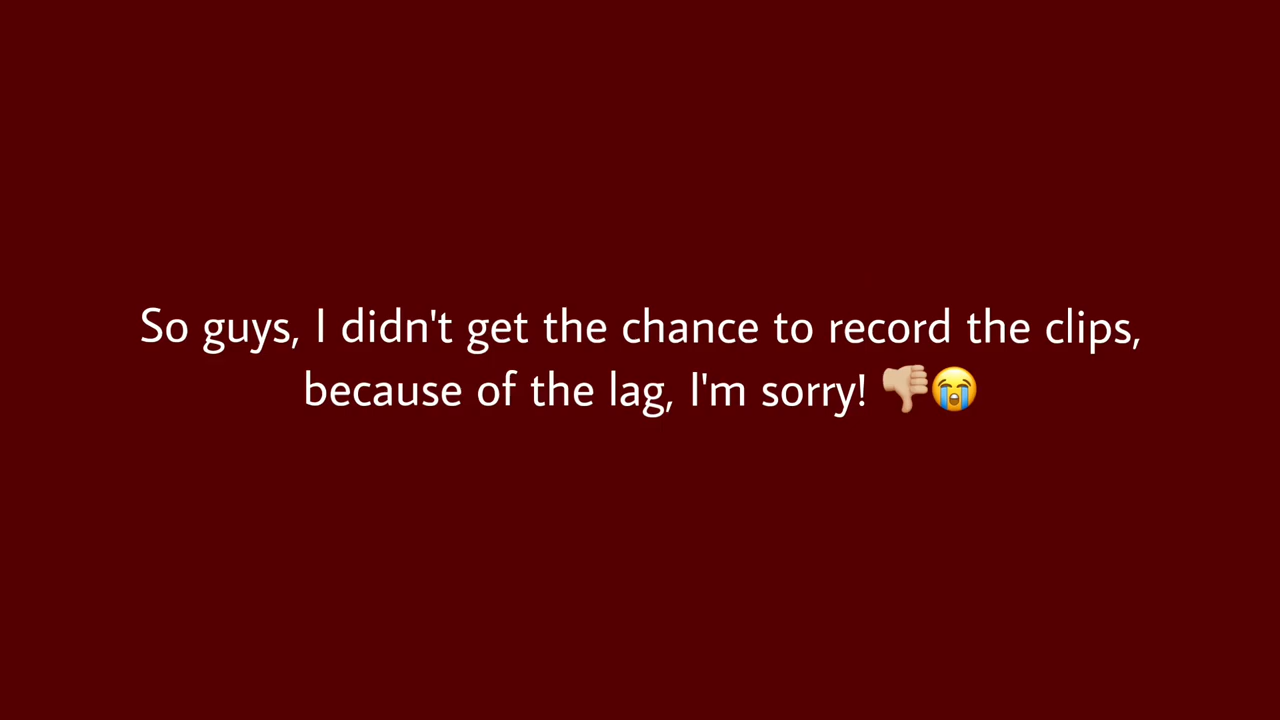 So guys, I didn't get the chance to record the clips,
because of the lag, I'm sorry! 👎🏼😭